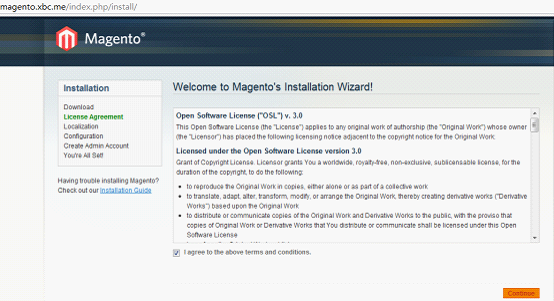 magento.xbc.me/index.php/install/
Magento®
Installation
Download
License Agreement
Localization
Configuration
Create Admin Account
You're All Set!
Having trouble installing Magento?
Check out our Installation Guide
Welcome to Magento's Installation Wizard!
Open Software License ("OSL") v. 3.0
This Open Software License (the "License") applies to any original work of authorship (the "Original Work") whose owner
(the "Licensor") has placed the following licensing notice adjacent to the copyright notice for the Original Work:
Licensed under the Open Software License version 3.0
Grant of Copyright License. Licensor grants You a worldwide, royalty-free, non-exclusive, sublicensable license, for
the duration of the copyright, to do the following:
• to reproduce the Original Work in copies, either alone or as part of a collective work
• to translate, adapt, alter, transform, modify, or arrange the Original Work, thereby creating derivative works ("Derivative
Works") based upon the Original Work
• to distribute or communicate copies of the Original Work and Derivative Works to the public, with the proviso that
copies of Original Work or Derivative Works that You distribute or communicate shall be licensed under this Open
Software License
I agree to the above terms and conditions.
Continue